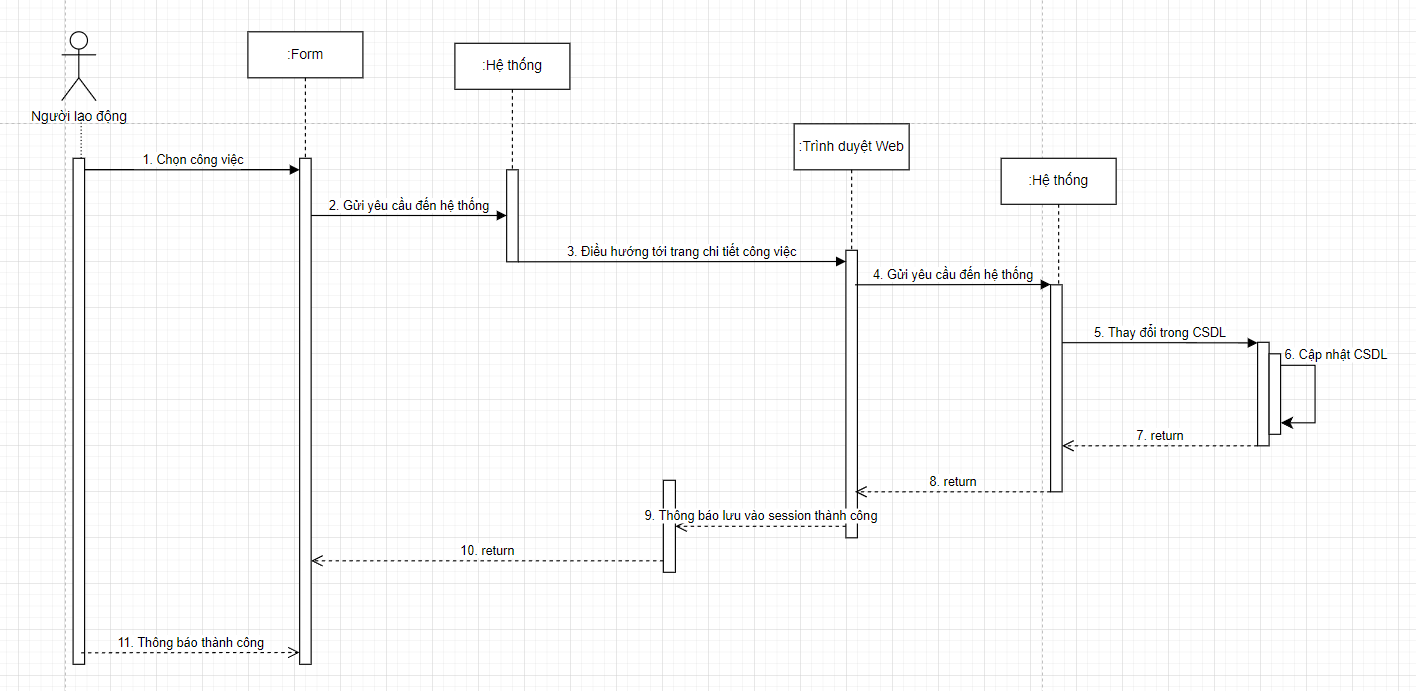 :Form
:Hệ thống
Người lao động
:Trình duyệt Web
1. Chọn công việc
:Hệ thống
2. Gửi yêu cầu đến hệ thống
3. Điều hướng tới trang chi tiết công việc
4. Gửi yêu cầu đến hệ thống
5. Thay đổi trong CSDL
6. Cập nhật CSDL
7. return
8. return
9. Thông báo lưu vào session thành công
10. return
11. Thông báo thành công